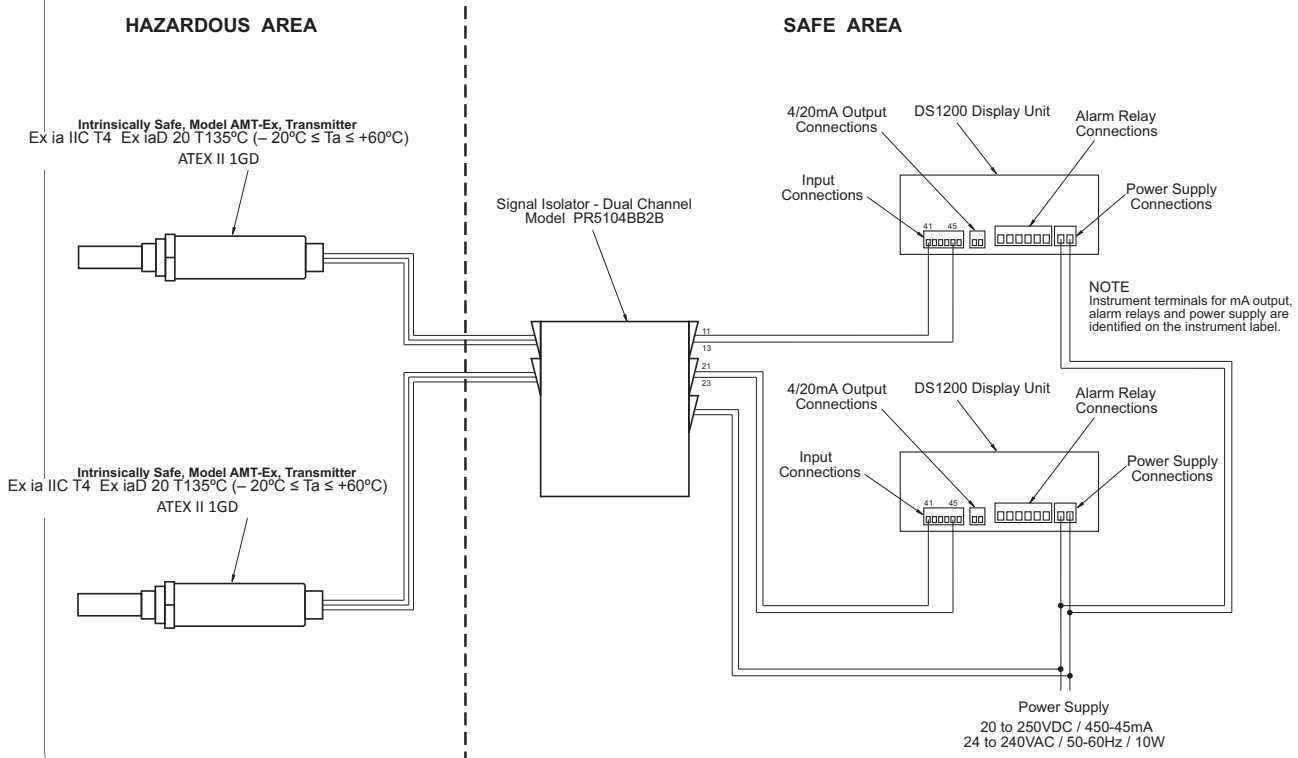 HAZARDOUS AREA
SAFE AREA
Intrinsically Safe, Model AMT-Ex, Transmitter
Ex ia IIC T4 Ex iaD 20 T135ºC (– 20ºC ≤ Ta ≤ +60ºC)
ATEX II 1GD
Signal Isolator - Dual Channel
Model PR5104BB2B
4/20mA Output
Connections
DS1200 Display Unit
Alarm Relay
Connections
Input
Connections
Power Supply
Connections
41 45
NOTE
Instrument terminals for mA output,
alarm relays and power supply are
identified on the instrument label.
11
13
21
23
4/20mA Output
Connections
DS1200 Display Unit
Alarm Relay
Connections
Input
Connections
Power Supply
Connections
41 45
Intrinsically Safe, Model AMT-Ex, Transmitter
Ex ia IIC T4 Ex iaD 20 T135ºC (– 20ºC ≤ Ta ≤ +60ºC)
ATEX II 1GD
Power Supply
20 to 250VDC / 450-45mA
24 to 240VAC / 50-60Hz / 10W